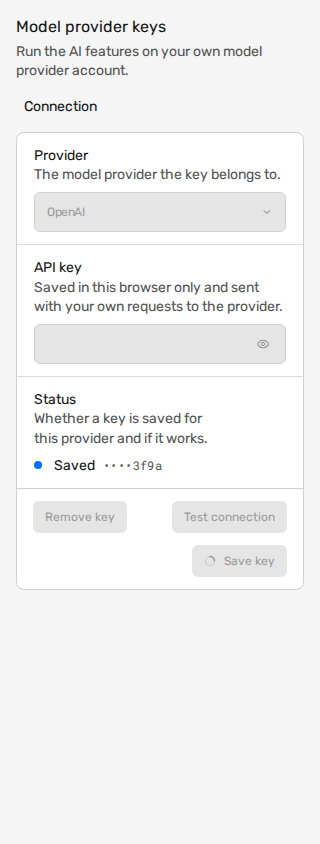 Model provider keys
Run the AI features on your own model
provider account.
Connection
Provider
The model provider the key belongs to.
OpenAI
API key
Saved in this browser only and sent
with your own requests to the provider.
Status
Whether a key is saved for
this provider and if it works.
Saved ••••3f9a
Remove key Test connection
Save key